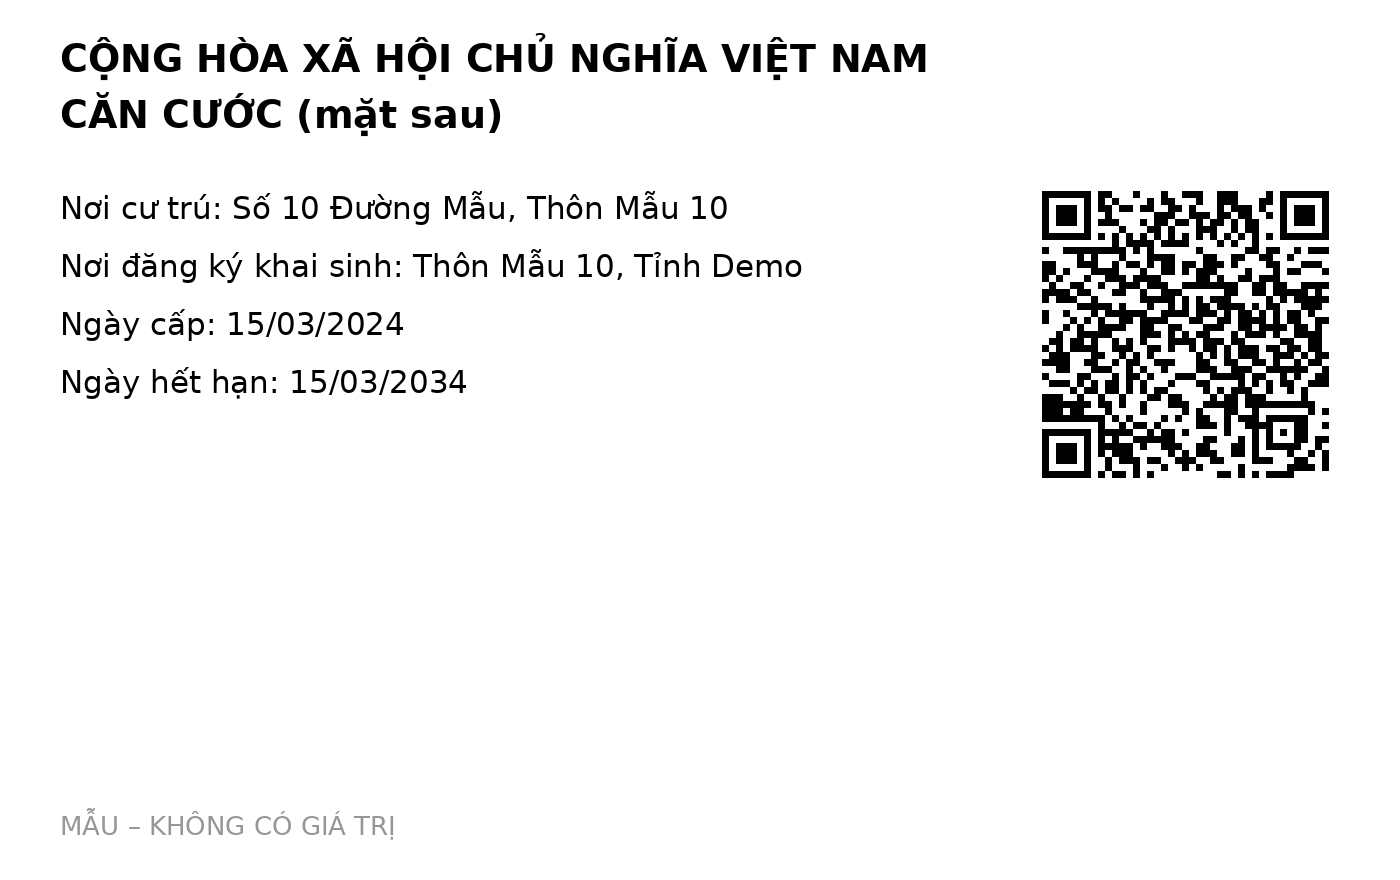 CỘNG HÒA XÃ HỘI CHỦ NGHĨA VIỆT NAM
CĂN CƯỚC (mặt sau)
Nơi cư trú: Số 10 Đường Mẫu, Thôn Mẫu 10
Nơi đăng ký khai sinh: Thôn Mẫu 10, Tỉnh Demo
Ngày cấp: 15/03/2024
Ngày hết hạn: 15/03/2034
MẪU – KHÔNG CÓ GIÁ TRỊ